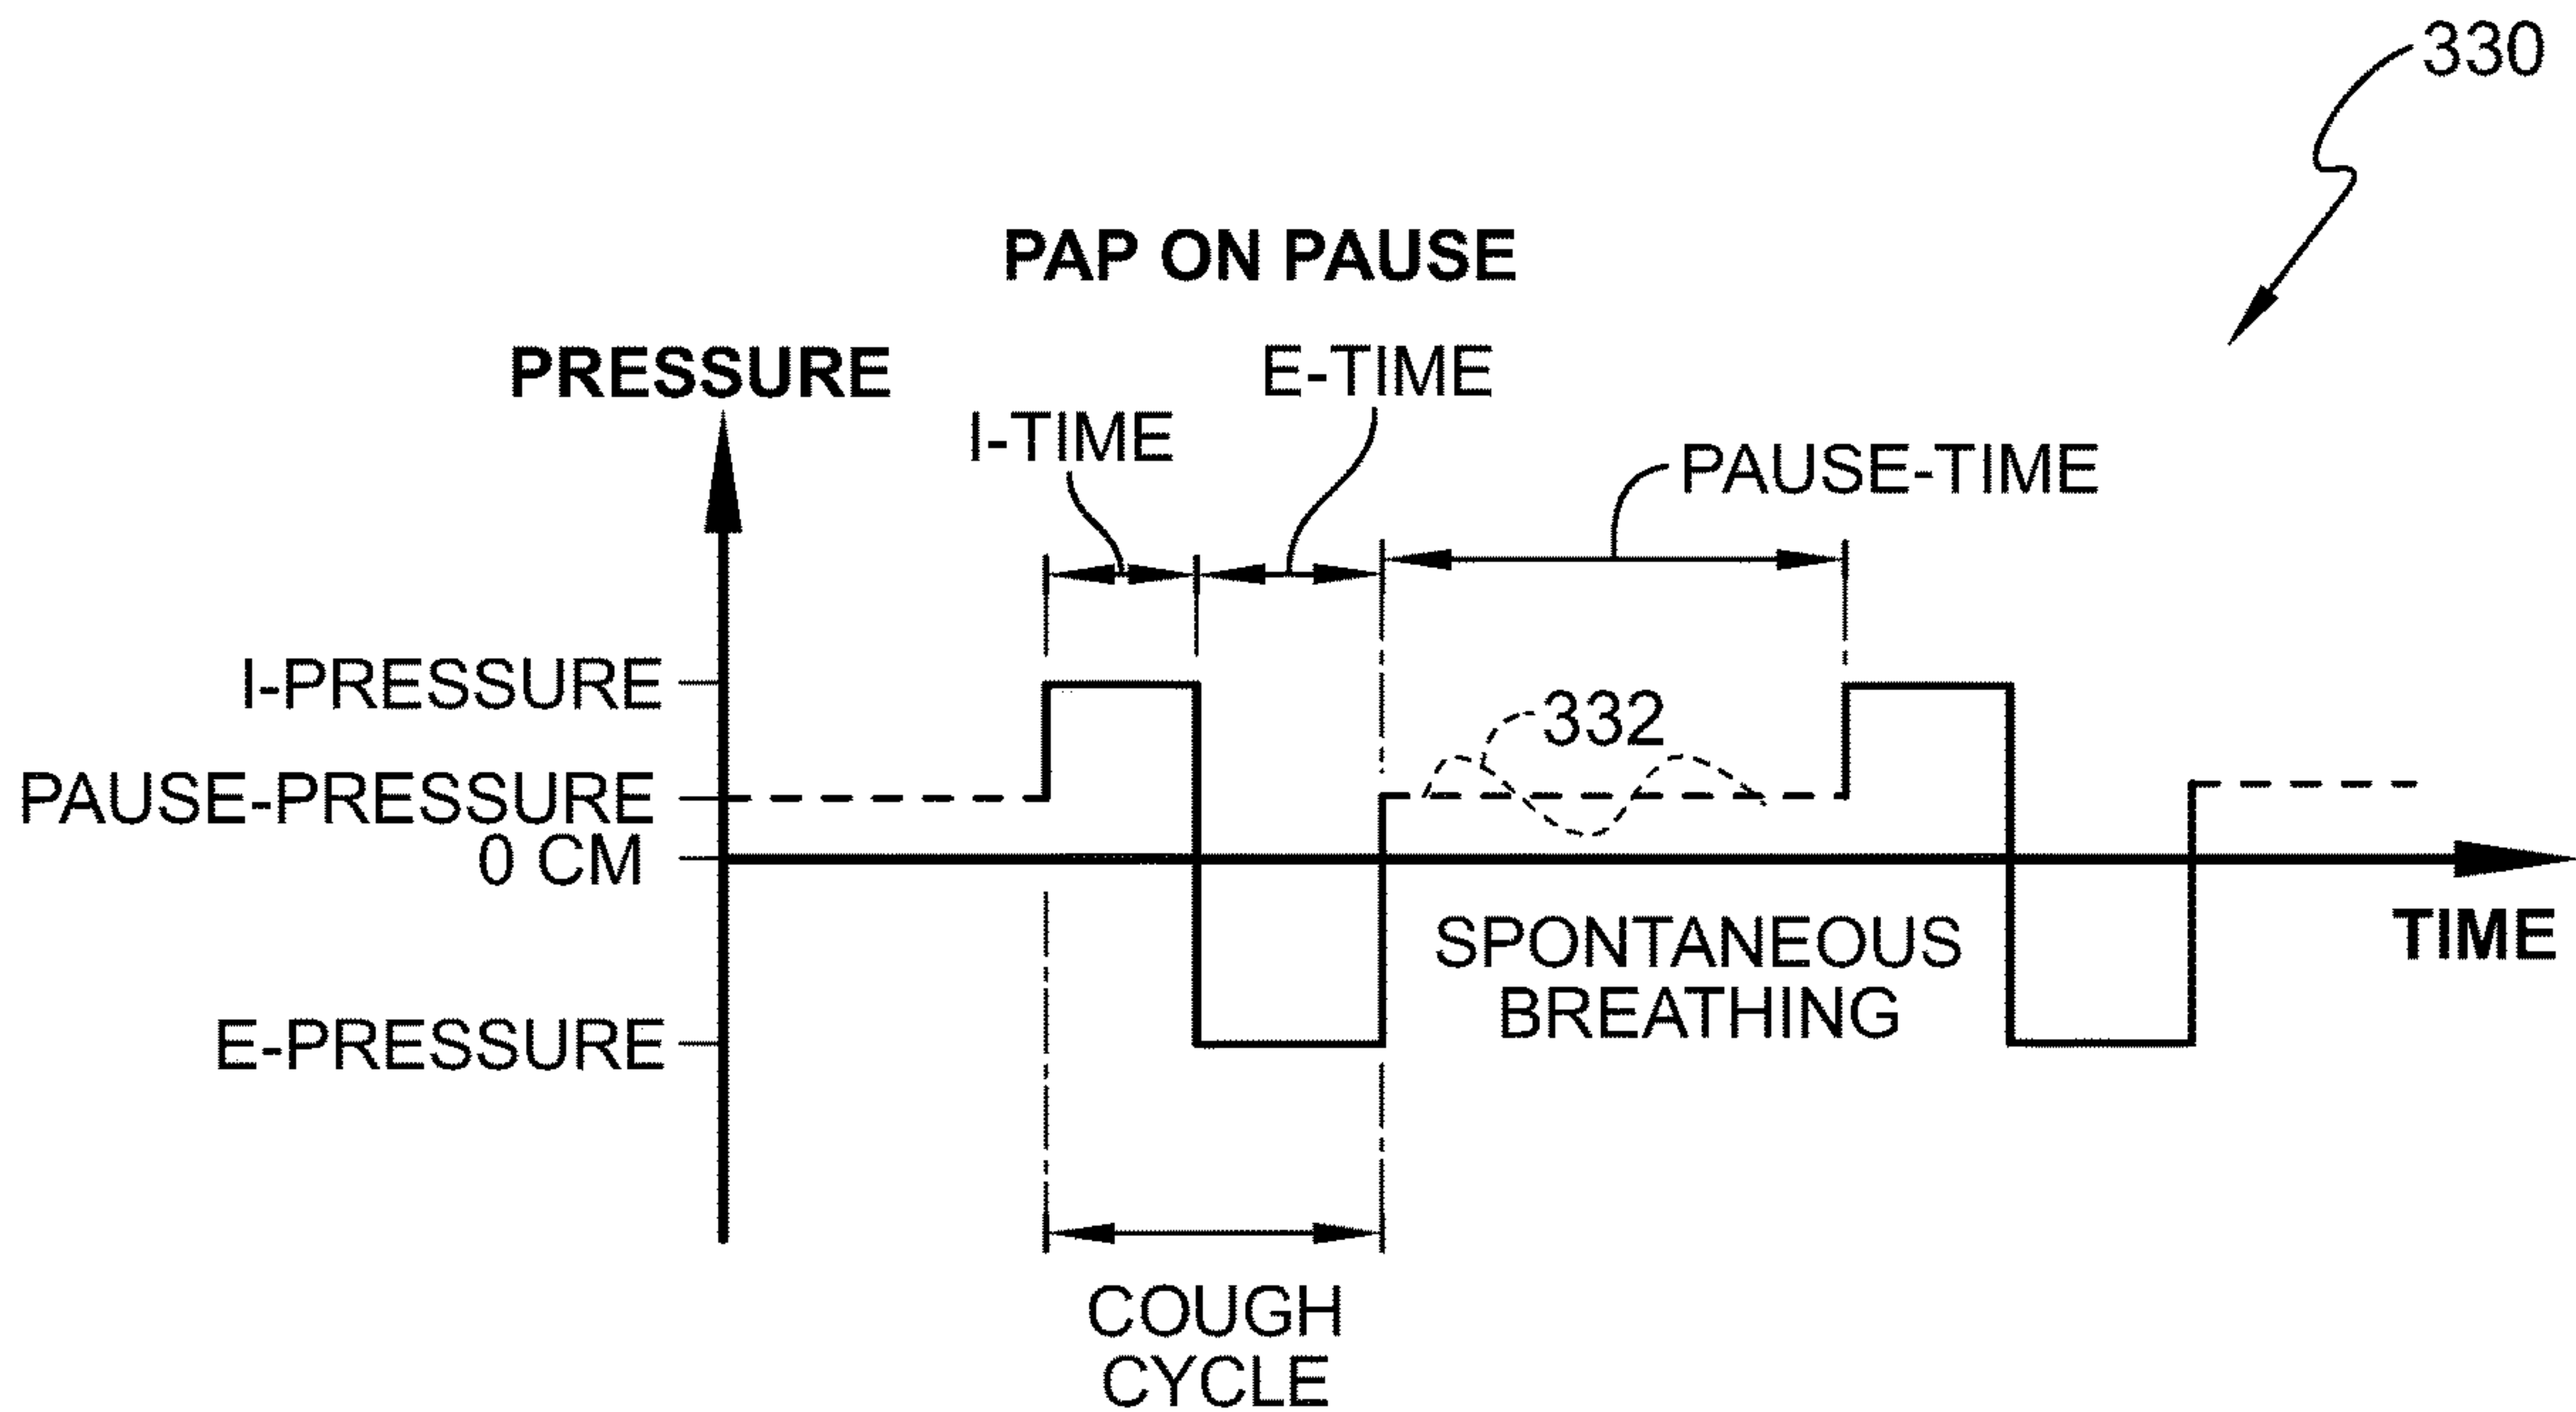 330
PAP ON PAUSE
PRESSURE
E-TIME
I-TIME
PAUSE-TIME
I-PRESSURE
332
PAUSE-PRESSURE
0 CM
TIME
SPONTANEOUS
BREATHING
E-PRESSURE
COUGH
CYCLE